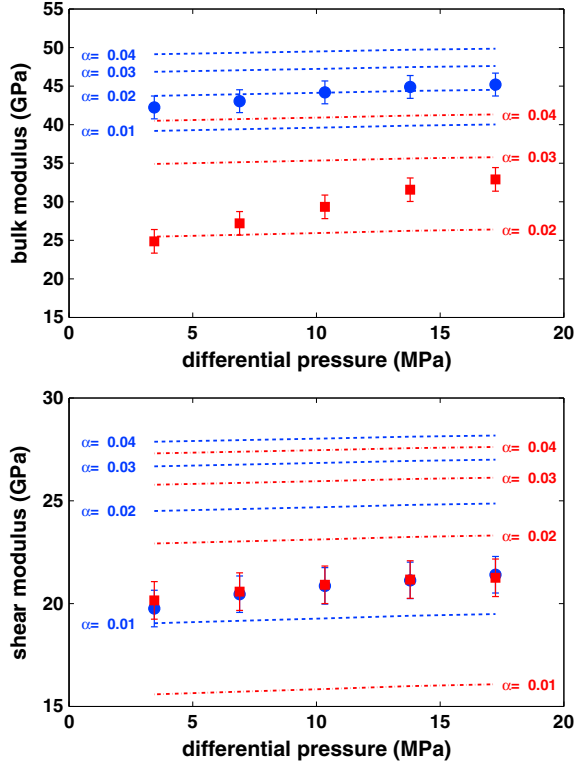 55
50
45
40
35
30
25
20
15
bulk modulus (GPa)
α= 0.04
α= 0.03
α= 0.02
α= 0.01
α= 0.04
α= 0.03
α= 0.02
0
5
10
15
20
differential pressure (MPa)
30
25
20
15
shear modulus (GPa)
α= 0.04
α= 0.03
α= 0.02
α= 0.01
α= 0.04
α= 0.03
α= 0.02
α= 0.01
0
5
10
15
20
differential pressure (MPa)